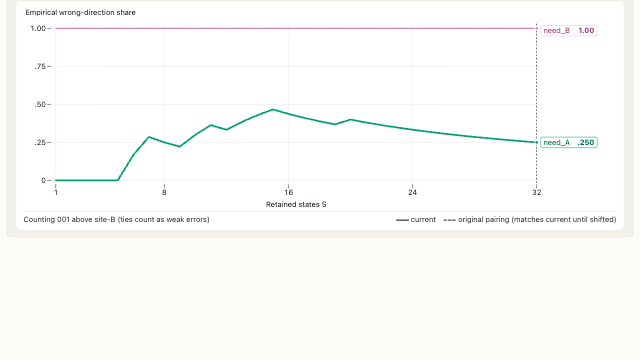 Empirical wrong-direction share
1.00
.75
.50
.25
0
need_B 1.00
need_A .250
1 8 16 24 32
Retained states S
Counting 001 above site-B (ties count as weak errors)
current original pairing (matches current until shifted)